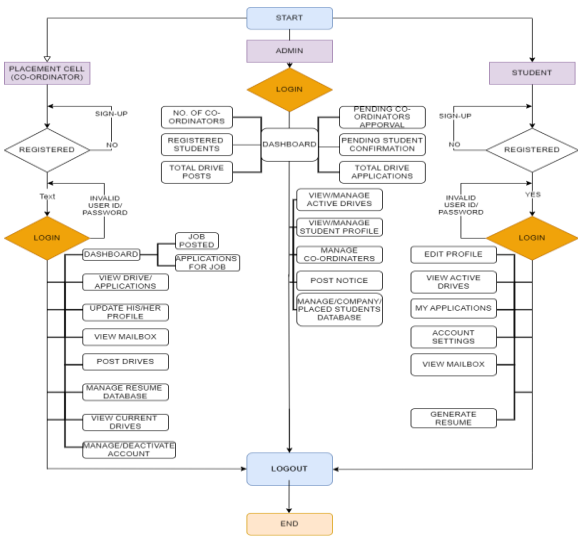 START
ADMIN
PLACEMENT CELL
(CO-ORDINATOR)
STUDENT
LOGIN
SIGN-UP
NO
REGISTERED
Text
INVALID
USER ID/
PASSWORD
LOGIN
DASHBOARD
JOB
POSTED
APPLICATIONS
FOR JOB
VIEW DRIVE/
APPLICATIONS
UPDATE HIS/HER
PROFILE
VIEW MAILBOX
POST DRIVES
MANAGE RESUME
DATABASE
VIEW CURRENT
DRIVES
MANAGE/DEACTIVATE
ACCOUNT
NO. OF CO-
ORDINATORS
REGISTERED
STUDENTS
TOTAL DRIVE
POSTS
DASHBOARD
PENDING CO-
ORDINATORS
APPORVAL
PENDING STUDENT
CONFIRMATION
TOTAL DRIVE
APPLICATIONS
VIEW/MANAGE
ACTIVE DRIVES
VIEW/MANAGE
STUDENT PROFILE
MANAGE
CO-ORDINATERS
POST NOTICE
MANAGE/COMPANY/
PLACED STUDENTS
DATABASE
SIGN-UP
NO
REGISTERED
INVALID
USER ID/
PASSWORD
YES
LOGIN
EDIT PROFILE
VIEW ACTIVE
DRIVES
MY APPLICATIONS
ACCOUNT
SETTINGS
VIEW MAILBOX
GENERATE
RESUME
LOGOUT
END